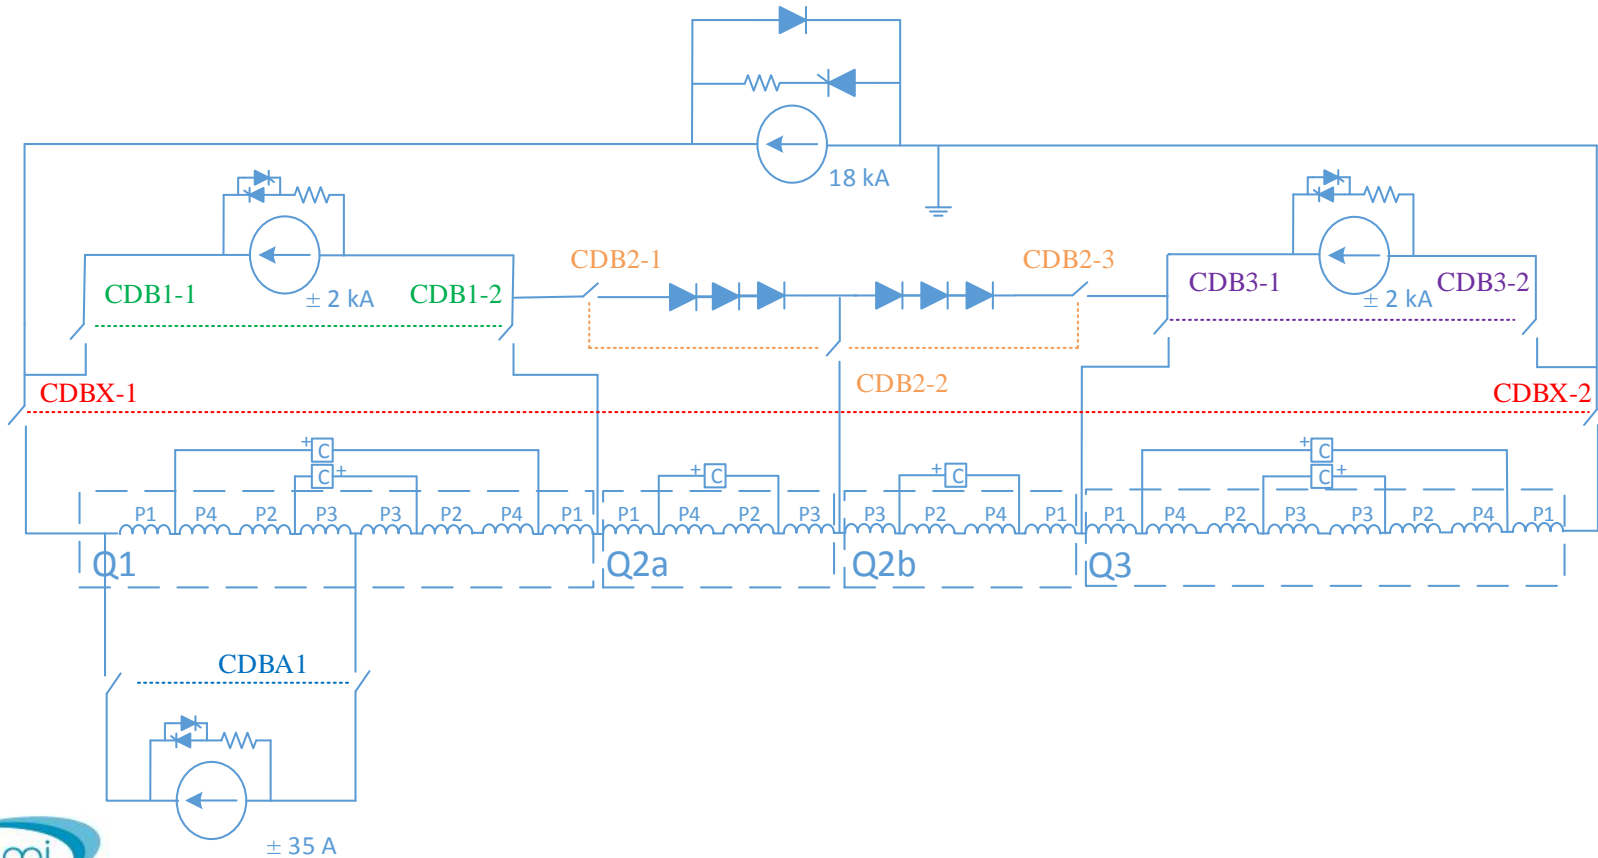 18 kA
CDB2-1
CDB2-3
CDB1-1
± 2 kA
CDB1-2
CDB3-1
± 2 kA
CDB3-2
CDBX-1
CDB2-2
CDBX-2
+ C
C +
+ C
+ C
+ C
C +
P1 P4 P2 P3 P3 P2 P4 P1 P1 P4 P2 P3 P3 P2 P4 P1 P1 P4 P2 P3 P3 P2 P4 P1
Q1 Q2a Q2b Q3
CDBA1
± 35 A